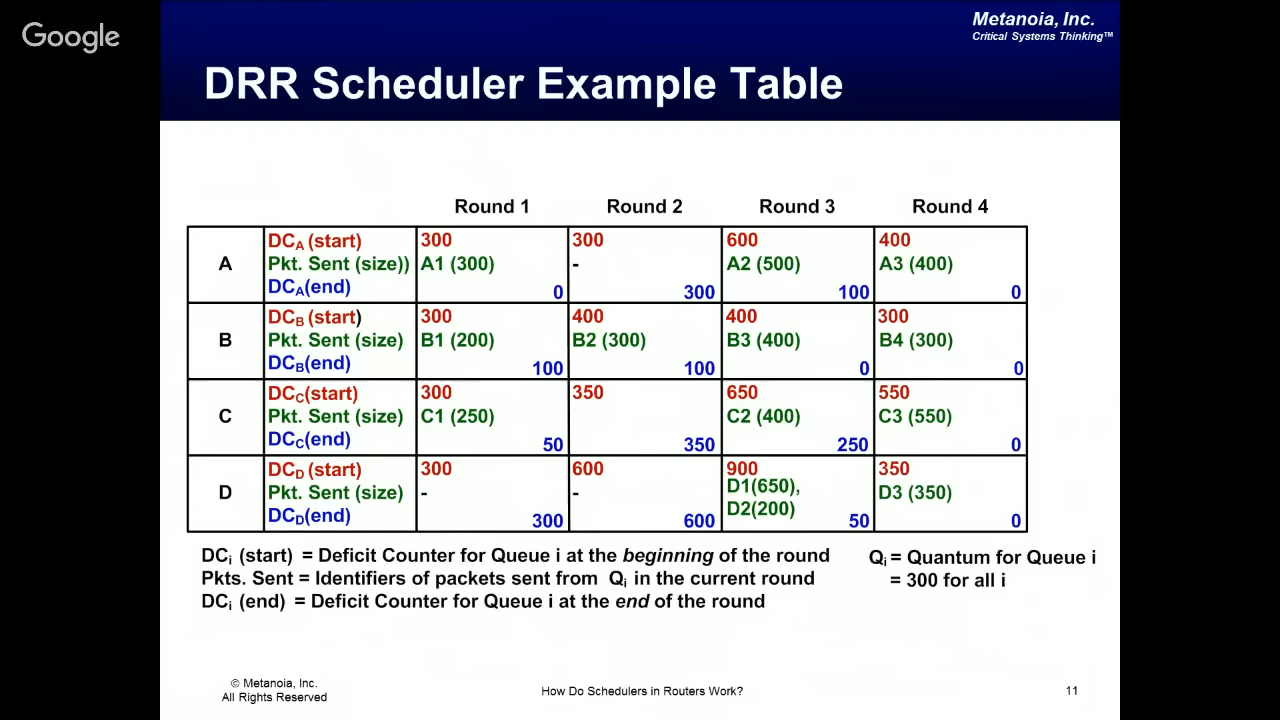 Google
Metanoia, Inc.
Critical Systems Thinking™
DRR Scheduler Example Table
Round 1 Round 2 Round 3 Round 4
A
DCA (start) 300 300 600 400
Pkt. Sent (size)) A1 (300) - A2 (500) A3 (400)
DCA(end) 0 300 100 0
B
DCB (start) 300 400 400 300
Pkt. Sent (size) B1 (200) B2 (300) B3 (400) B4 (300)
DCB(end) 100 100 0 0
C
DCC(start) 300 350 650 550
Pkt. Sent (size) C1 (250) C2 (400) C3 (550)
DCC(end) 50 350 250 0
D
DCD (start) 300 600 900 350
Pkt. Sent (size) - - D1(650), D2(200) D3 (350)
DCD(end) 300 600 50 0
DCi (start) = Deficit Counter for Queue i at the beginning of the round
Pkts. Sent = Identifiers of packets sent from Qi in the current round
DCi (end) = Deficit Counter for Queue i at the end of the round
Qi = Quantum for Queue i
= 300 for all i
© Metanoia, Inc.
All Rights Reserved
How Do Schedulers in Routers Work?
11